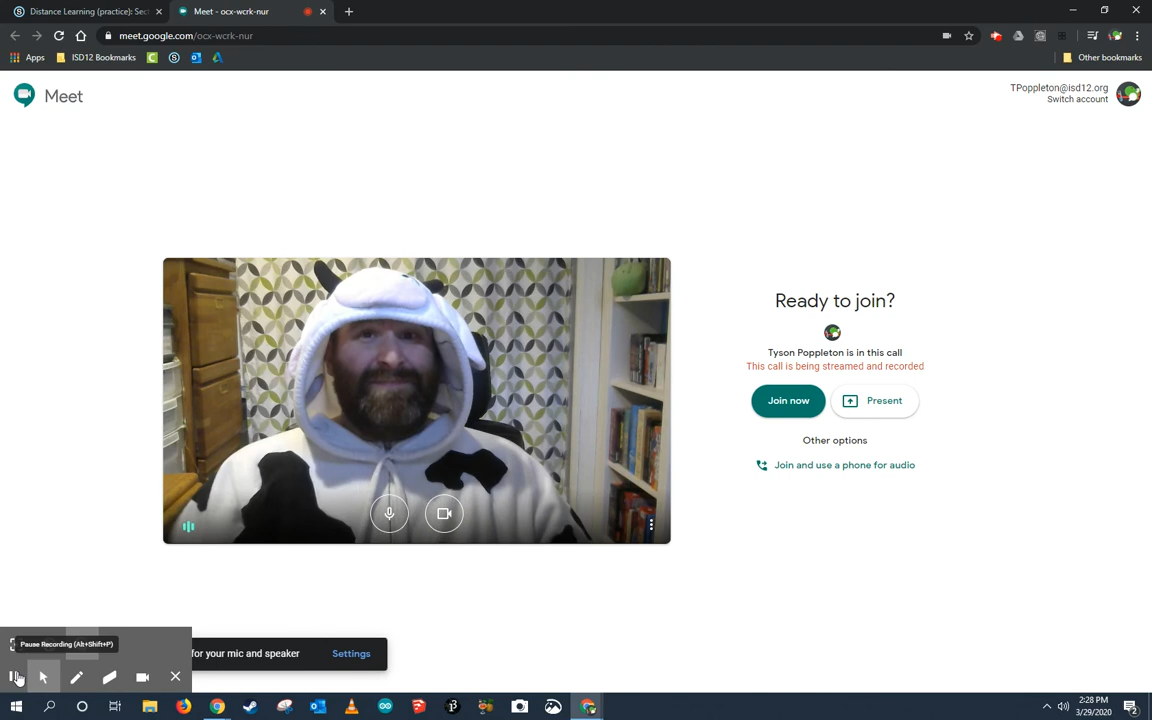 Distance Learning (practice): Sect
Meet - ocx-wcrk-nur
meet.google.com/ocx-wcrk-nur
Apps
ISD12 Bookmarks
Other bookmarks
Meet
TPoppleton@isd12.org
Switch account
Ready to join?
Tyson Poppleton is in this call
This call is being streamed and recorded
Join now
Present
Other options
Join and use a phone for audio
Pause Recording (Alt+Shift+P)
for your mic and speaker
Settings
2:28 PM
3/29/2020
2